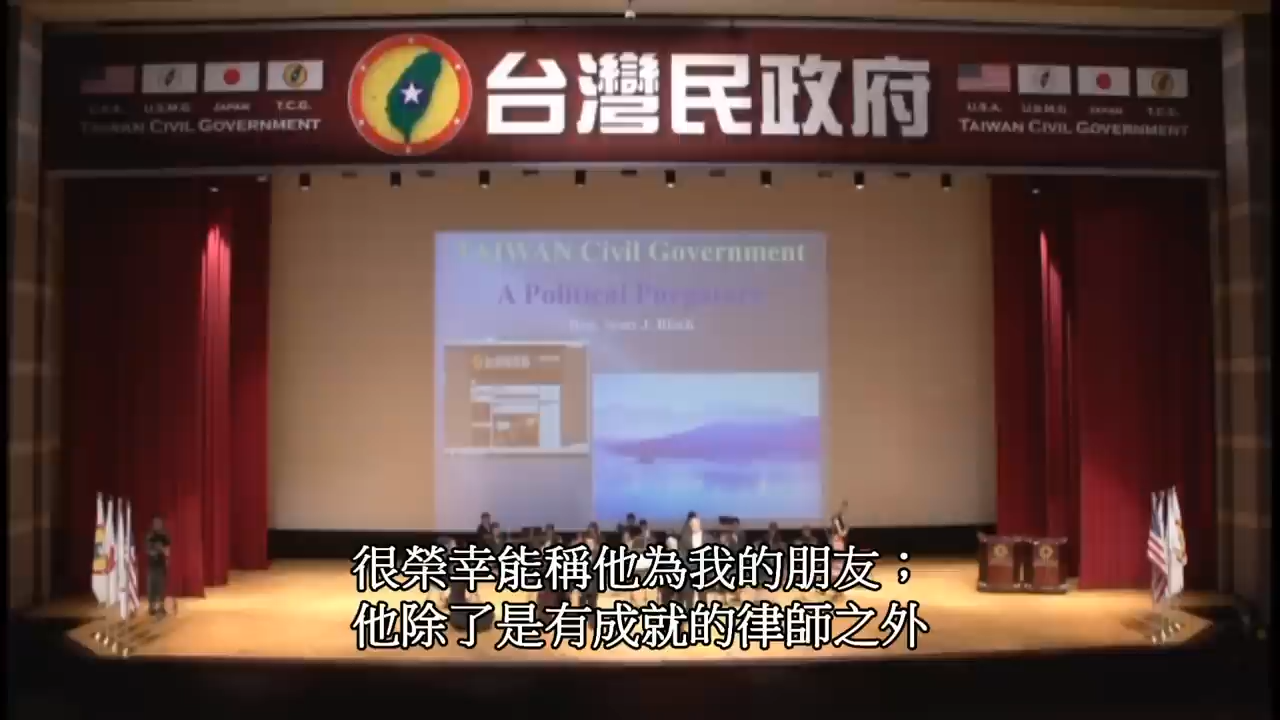 台灣民政府
U.S.A. U.S.M.G. JAPAN T.C.G.
TAIWAN CIVIL GOVERNMENT
U.S.A. U.S.M.G. JAPAN T.C.G.
TAIWAN CIVIL GOVERNMENT
TAIWAN Civil Government
A Political Purgatory
很榮幸能稱他為我的朋友；
他除了是有成就的律師之外